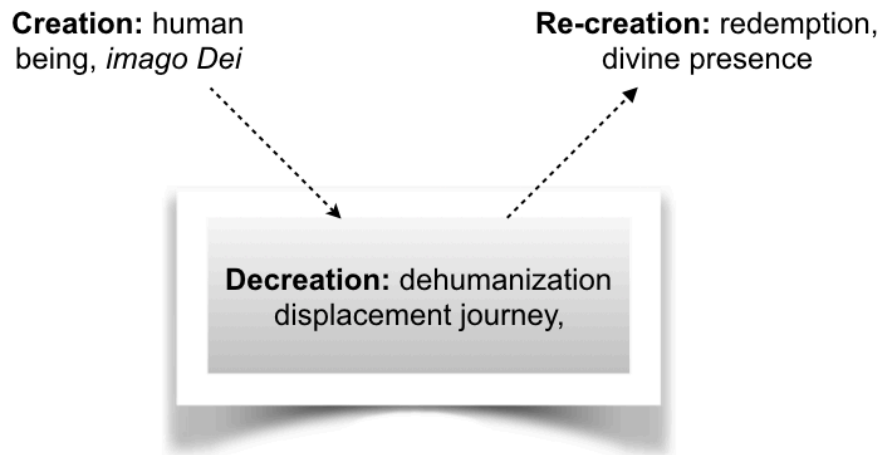 Creation: human
being, imago Dei
Re-creation: redemption,
divine presence
Decreation: dehumanization
displacement journey,